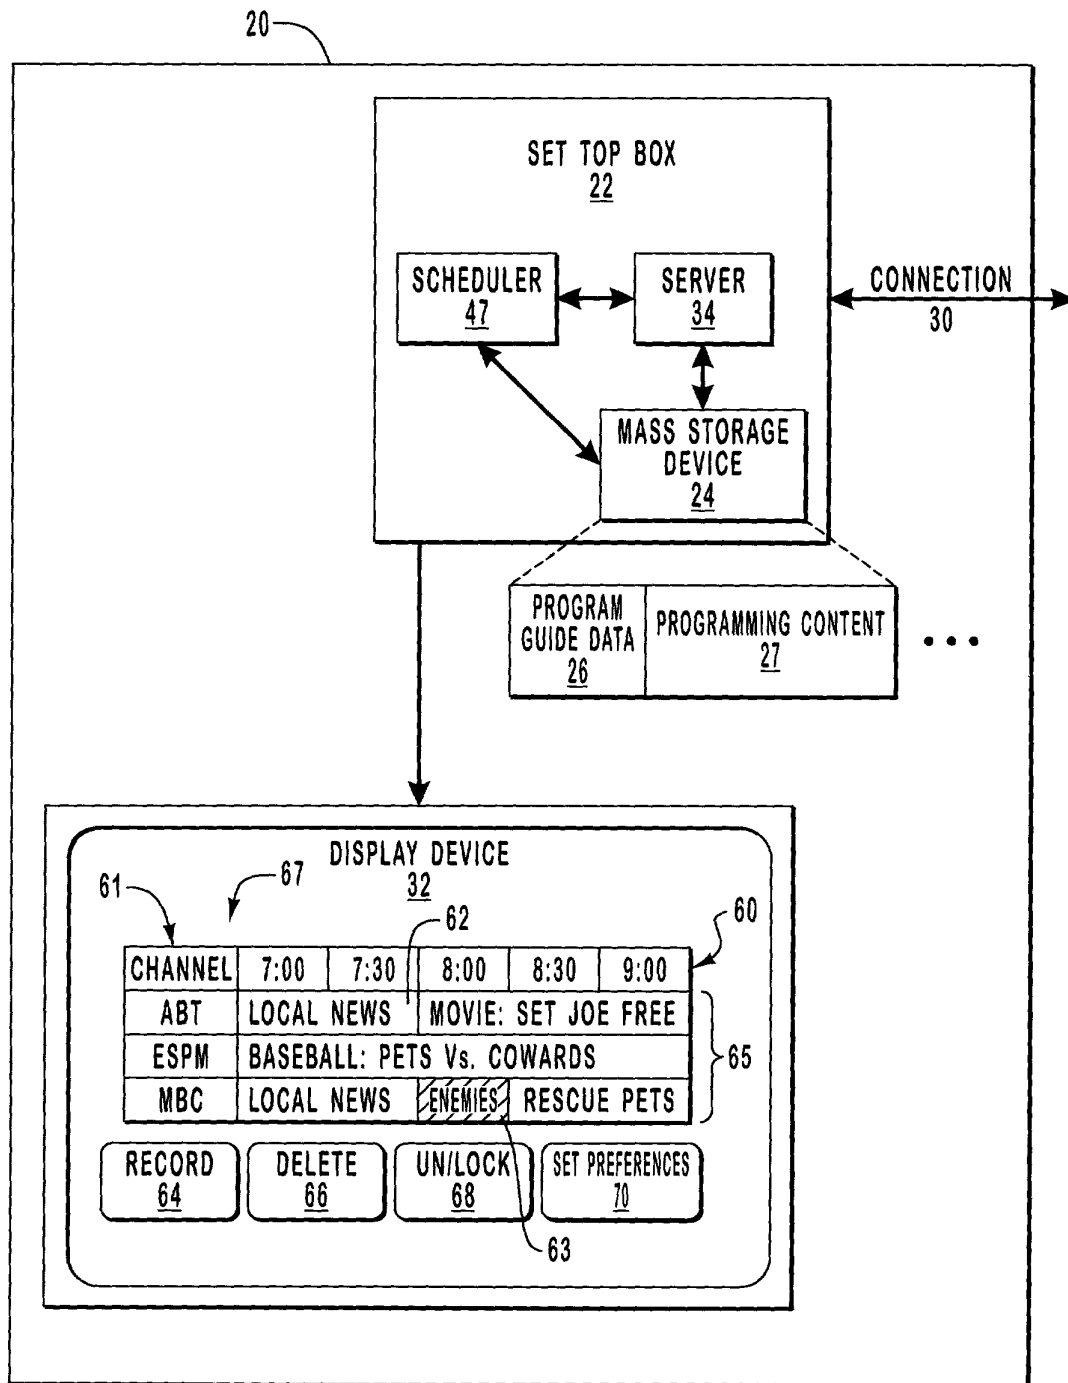 20
SET TOP BOX
22
SCHEDULER
47
SERVER
34
CONNECTION
30
MASS STORAGE
DEVICE
24
PROGRAM
GUIDE DATA
26
PROGRAMMING CONTENT
27
DISPLAY DEVICE
32
61
67
62
60
CHANNEL 7:00 7:30 8:00 8:30 9:00
ABT LOCAL NEWS MOVIE: SET JOE FREE
ESPM BASEBALL: PETS Vs. COWARDS
MBC LOCAL NEWS ENEMIES RESCUE PETS
65
RECORD
64
DELETE
66
UN/LOCK
68
SET PREFERENCES
70
63